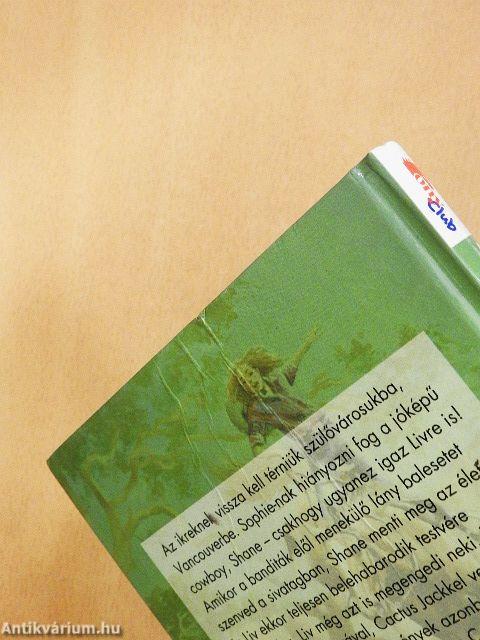 Club
Az ikreknek vissza kell térniük szülővárosukba,
Vancouverbe. Sophie-nak hiányozni fog a jóképű
cowboy, Shane – csakhogy ugyanez igaz Livre is!
Amikor a banditák elől menekülő lány balesetet
szenved a sivatagban, Shane menti meg az
Liv ekkor teljesen belehabarodik testvére
Liv még azt is megengedi neki,
Cactus Jackkel
azonb
Antikvárium.hu